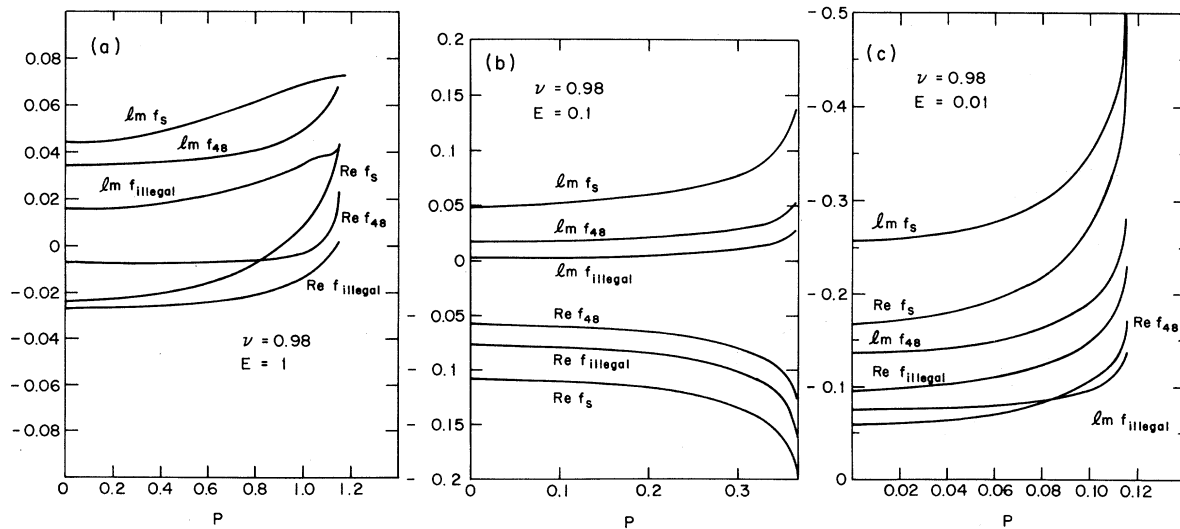 (a)
0.08
0.06
0.04
0.02
0
- 0.02
- 0.04
- 0.06
- 0.08
ℓm fS
ℓm f48
ℓm fillegal
Re fS
Re f48
Re fillegal
ν = 0.98
E = 1
0 0.2 0.4 0.6 0.8 1.0 1.2
P
(b)
0.2
0.15
0.1
0.05
0
- 0.05
- 0.1
- 0.15
- 0.2
ν = 0.98
E = 0.1
ℓm fS
ℓm f48
ℓm fillegal
Re f48
Re fillegal
Re fS
0 0.1 0.2 0.3
P
(c)
- 0.5
- 0.4
- 0.3
- 0.2
- 0.1
0
ν = 0.98
E = 0.01
ℓm fS
Re fS
ℓm f48
Re fillegal
Re f48
ℓm fillegal
0.02 0.04 0.06 0.08 0.10 0.12
P